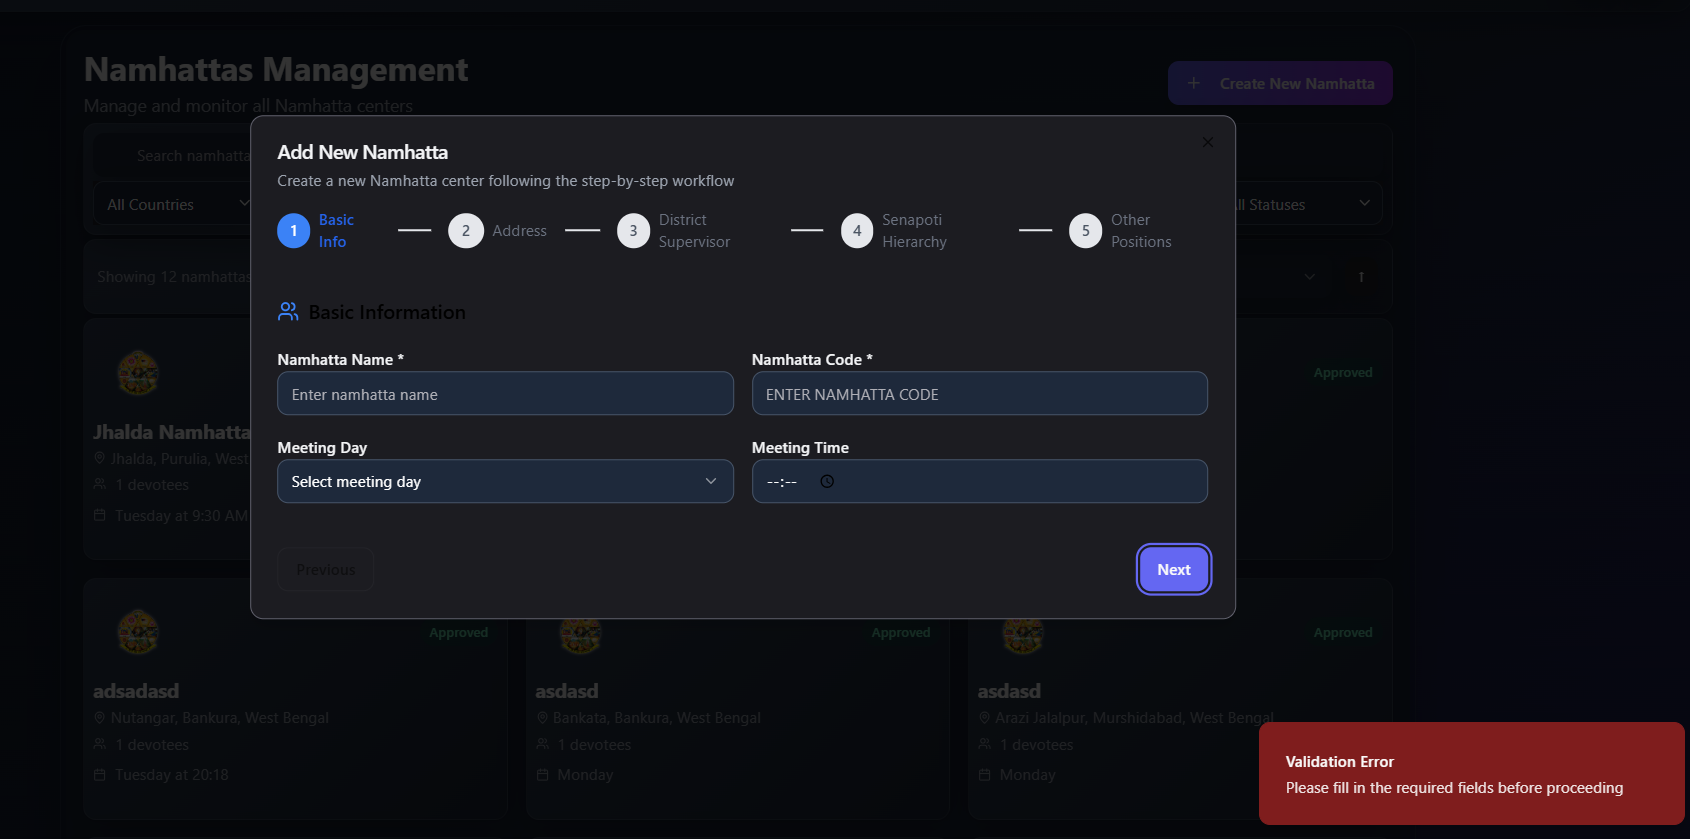 Namhattas Management
Manage and monitor all Namhatta centers
+ Create New Namhatta
Search namhatta
All Countries
All Statuses
Showing 12 namhattas
Add New Namhatta
Create a new Namhatta center following the step-by-step workflow
1 Basic Info
2 Address
3 District Supervisor
4 Senapoti Hierarchy
5 Other Positions
Basic Information
Namhatta Name *
Enter namhatta name
Namhatta Code *
ENTER NAMHATTA CODE
Meeting Day
Select meeting day
Meeting Time
--:--
Previous
Next
Approved
Jhalda Namhatta
Jhalda, Purulia, West
1 devotees
Tuesday at 9:30 AM
Approved
adsadasd
Nutangar, Bankura, West Bengal
1 devotees
Tuesday at 20:18
Approved
asdasd
Bankata, Bankura, West Bengal
1 devotees
Monday
Approved
asdasd
Arazi Jalalpur, Murshidabad, West Bengal
1 devotees
Monday
Validation Error
Please fill in the required fields before proceeding